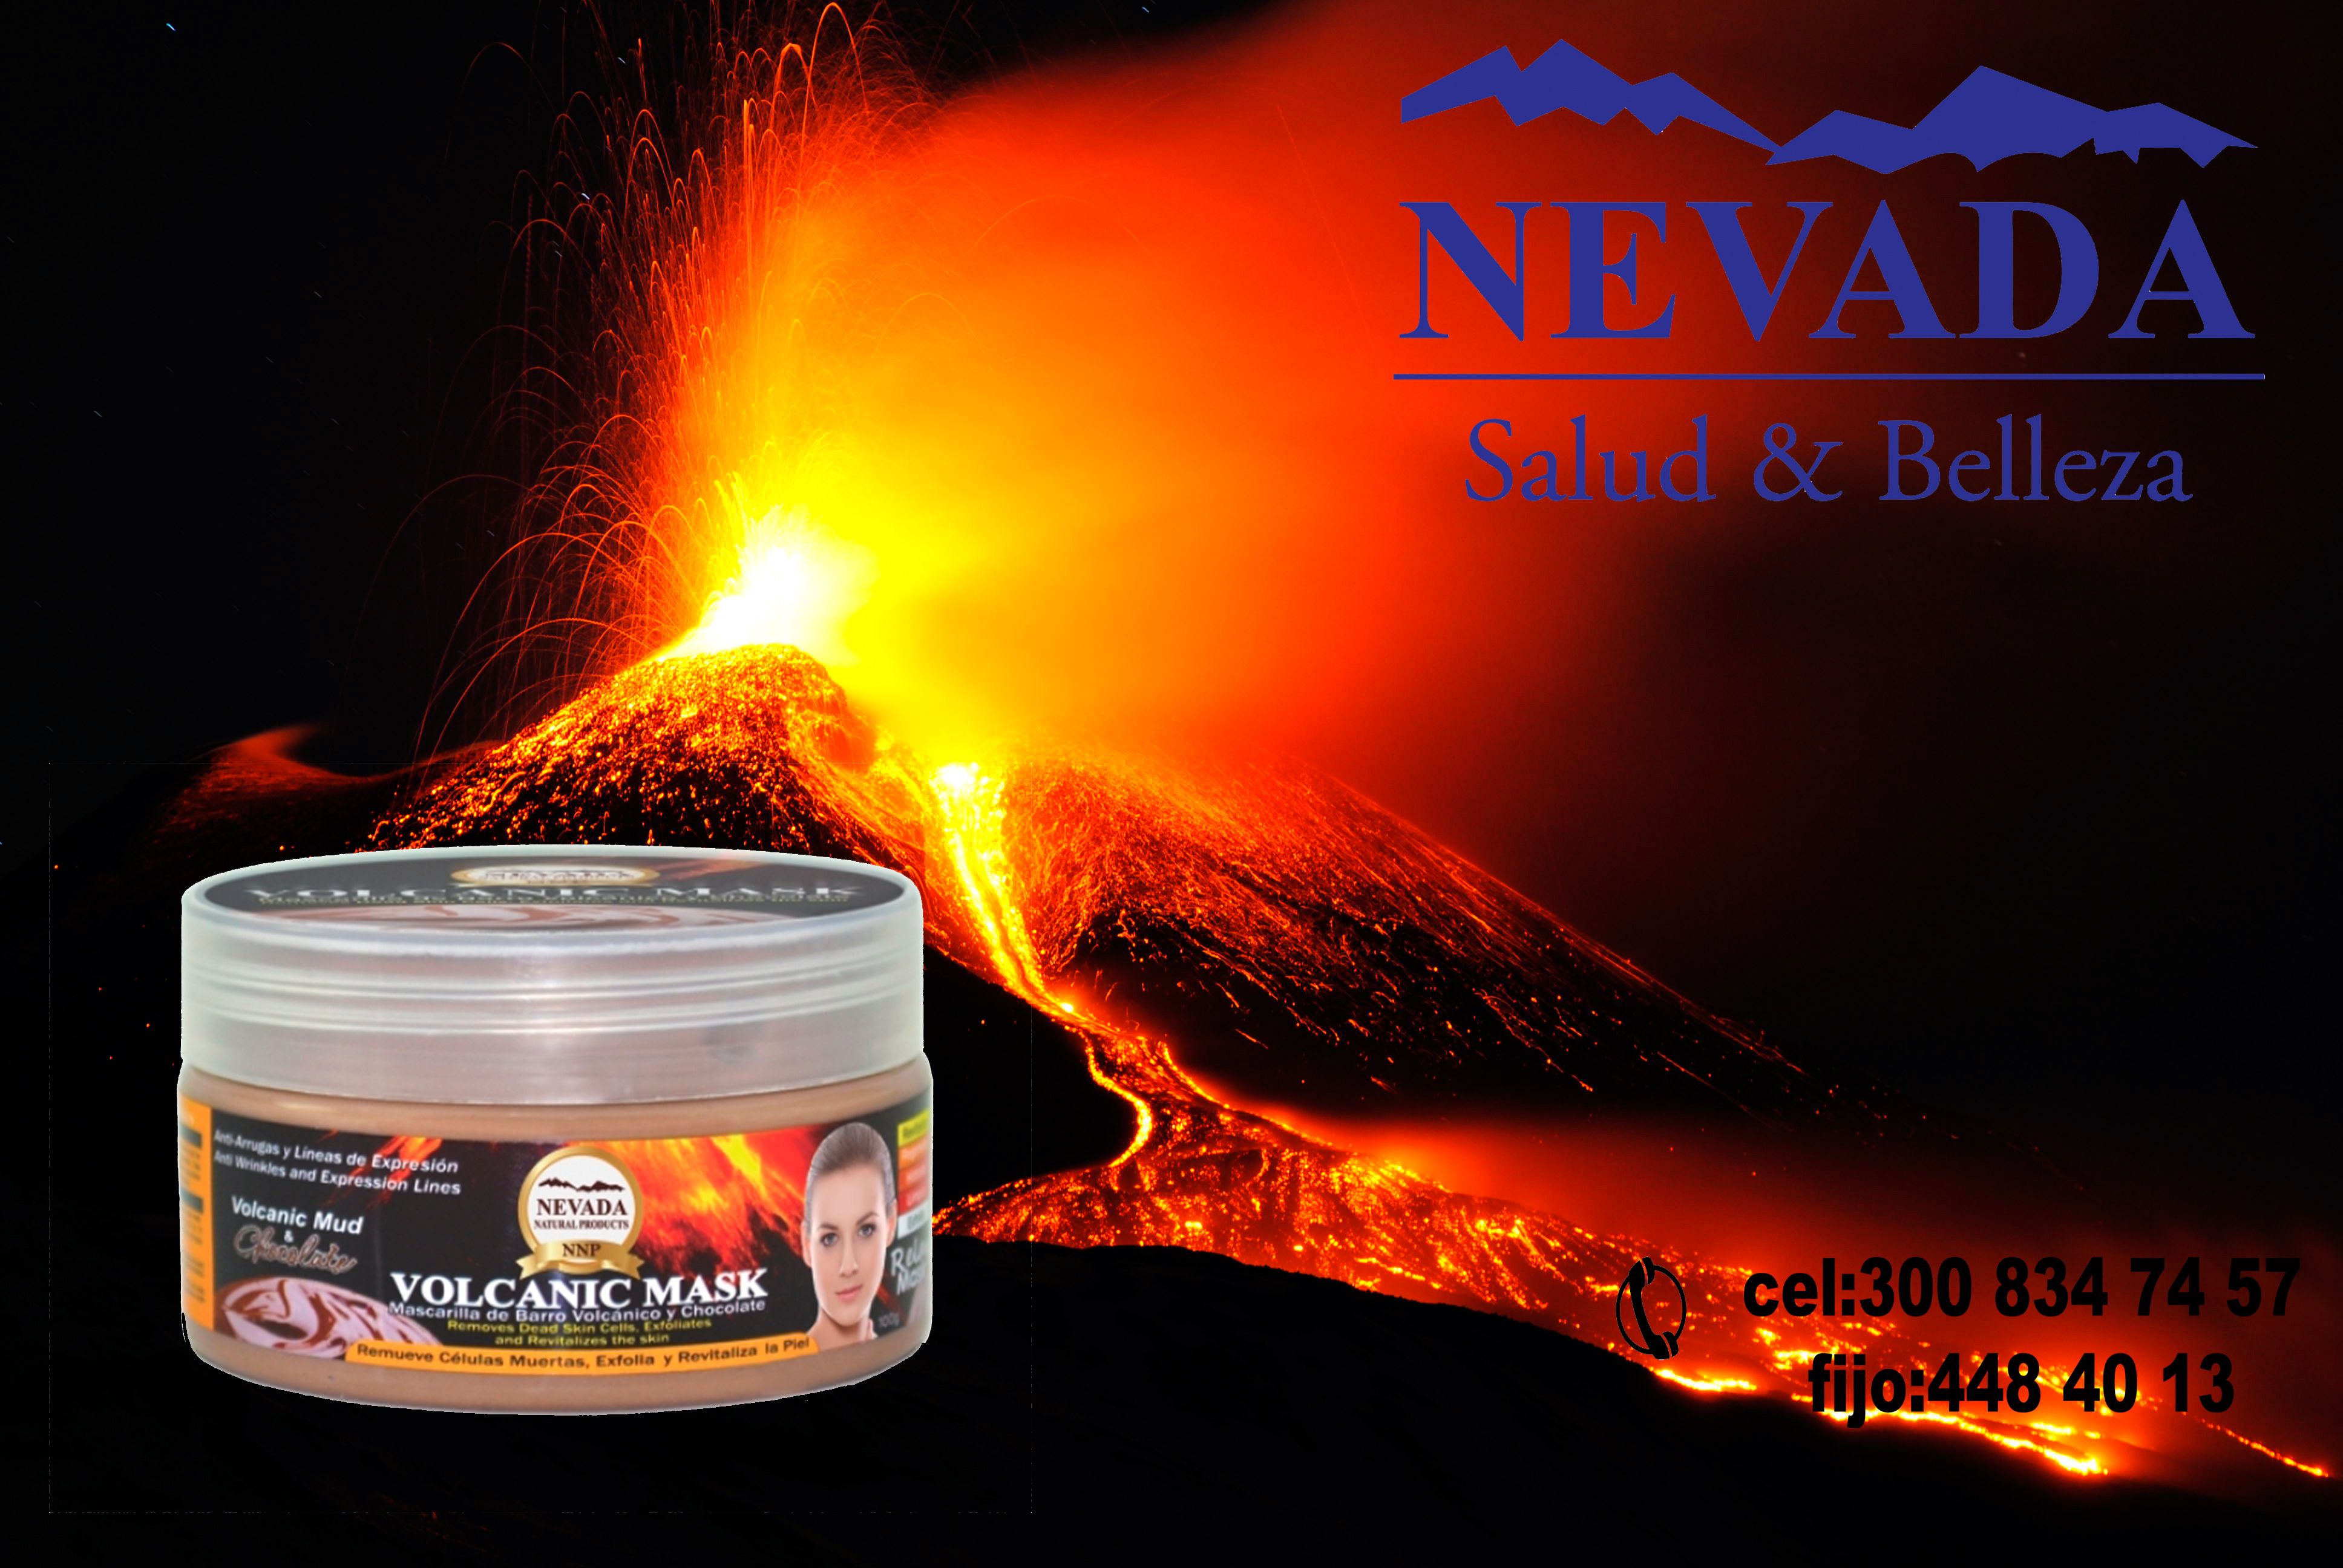 NEVADA
Salud & Belleza
VOLCANIC MASK
Anti-Arrugas y Líneas de Expresión
Anti Wrinkles and Expression Lines
Volcanic Mud
&
Chocolate
NEVADA
NATURAL PRODUCTS
NNP
VOLCANIC MASK
Mascarilla de Barro Volcánico y Chocolate
Removes Dead Skin Cells, Exfoliates
and Revitalizes the skin
Remueve Células Muertas, Exfolia y Revitaliza la Piel
100g
cel:300 834 74 57
fijo:448 40 13